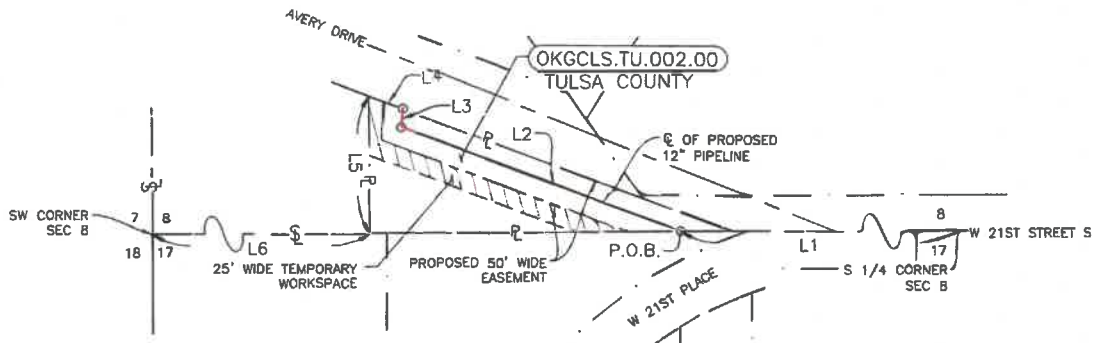 AVERY DRIVE
OKGCLS.TU.002.00
TULSA COUNTY
L4
L3
L2
℄ OF PROPOSED
12" PIPELINE
L5
SW CORNER
SEC 8
7 8
18 17
L6
25' WIDE TEMPORARY
WORKSPACE
PROPOSED 50' WIDE
EASEMENT
P.O.B.
W 21ST PLACE
L1
8
17
W 21ST STREET S
S 1/4 CORNER
SEC 8